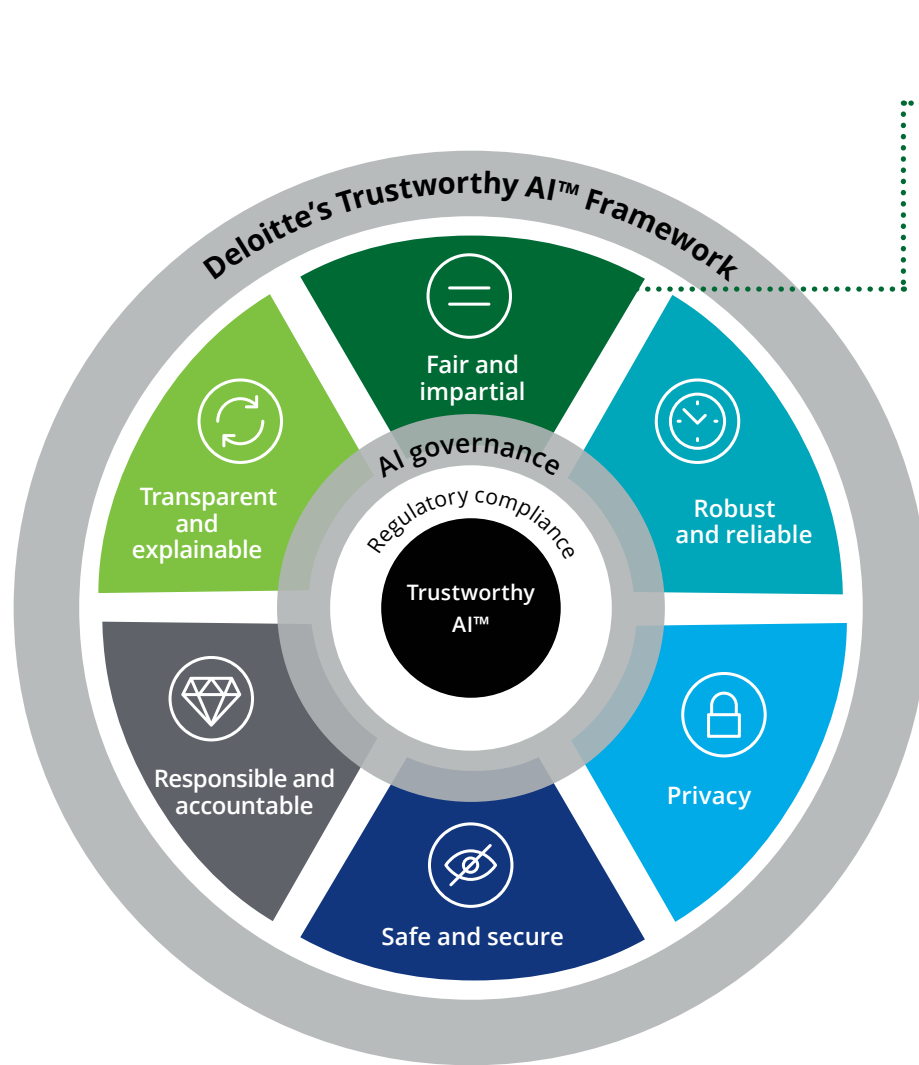 Deloitte’s Trustworthy AI™ Framework
Fair and
impartial
Robust
and reliable
Privacy
Safe and secure
Responsible and
accountable
Transparent
and
explainable
AI governance
Regulatory compliance
Trustworthy
AI™